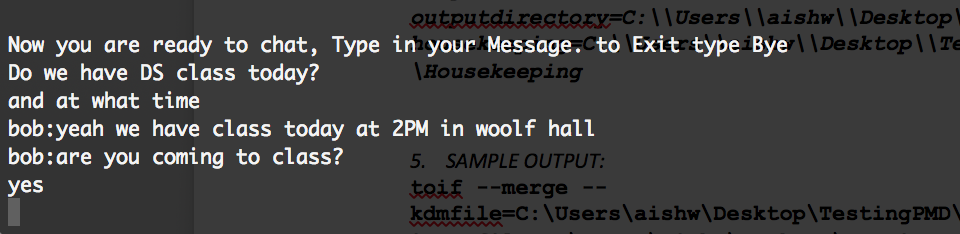 outputdirectory=C:\\Users\\aishw\\Desktop\
Now you are ready to chat, Type in your Message. to Exit type Bye
Do we have DS class today?
\Housekeeping
and at what time
bob:yeah we have class today at 2PM in woolf hall
bob:are you coming to class?
5. SAMPLE OUTPUT:
yes
toif --merge --
kdmfile=C:\Users\aishw\Desktop\TestingPMD\